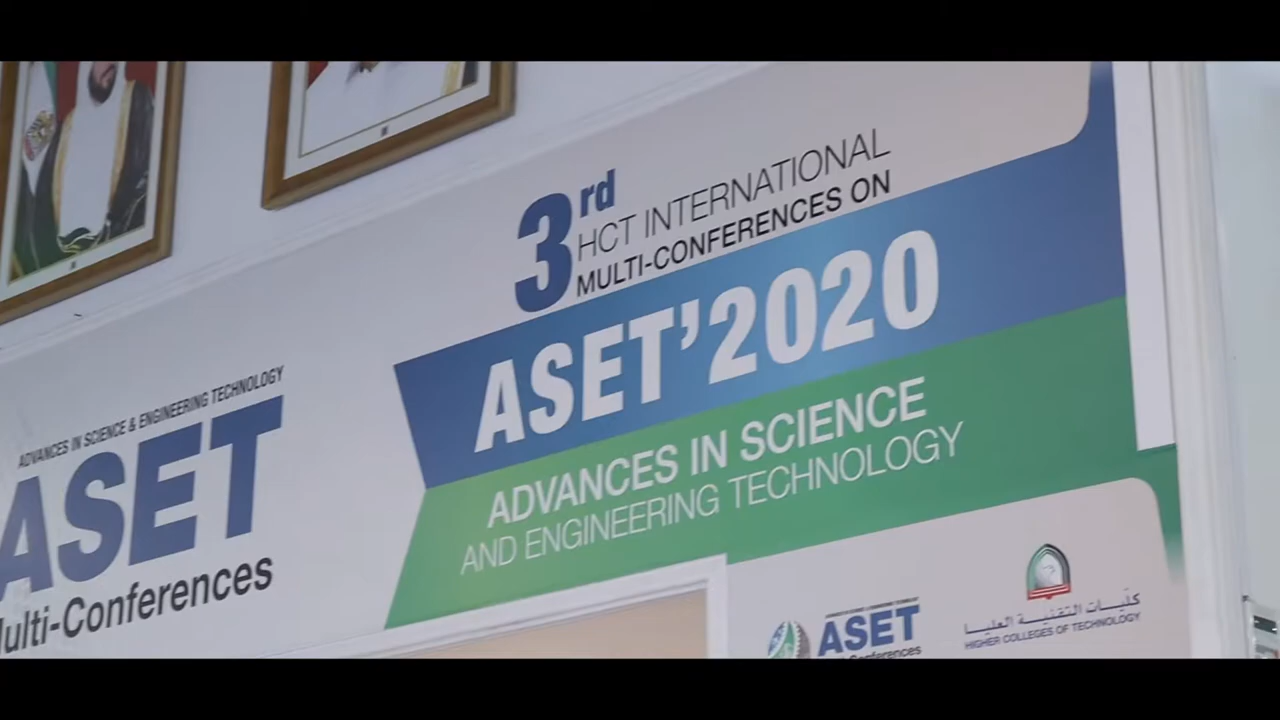 3rd
HCT INTERNATIONAL
MULTI-CONFERENCES ON
ASET'2020
ADVANCES IN SCIENCE
AND ENGINEERING TECHNOLOGY
ADVANCES IN SCIENCE & ENGINEERING TECHNOLOGY
ASET
Multi-Conferences
ASET
Conferences
كليات التقنية العليا
HIGHER COLLEGES OF TECHNOLOGY